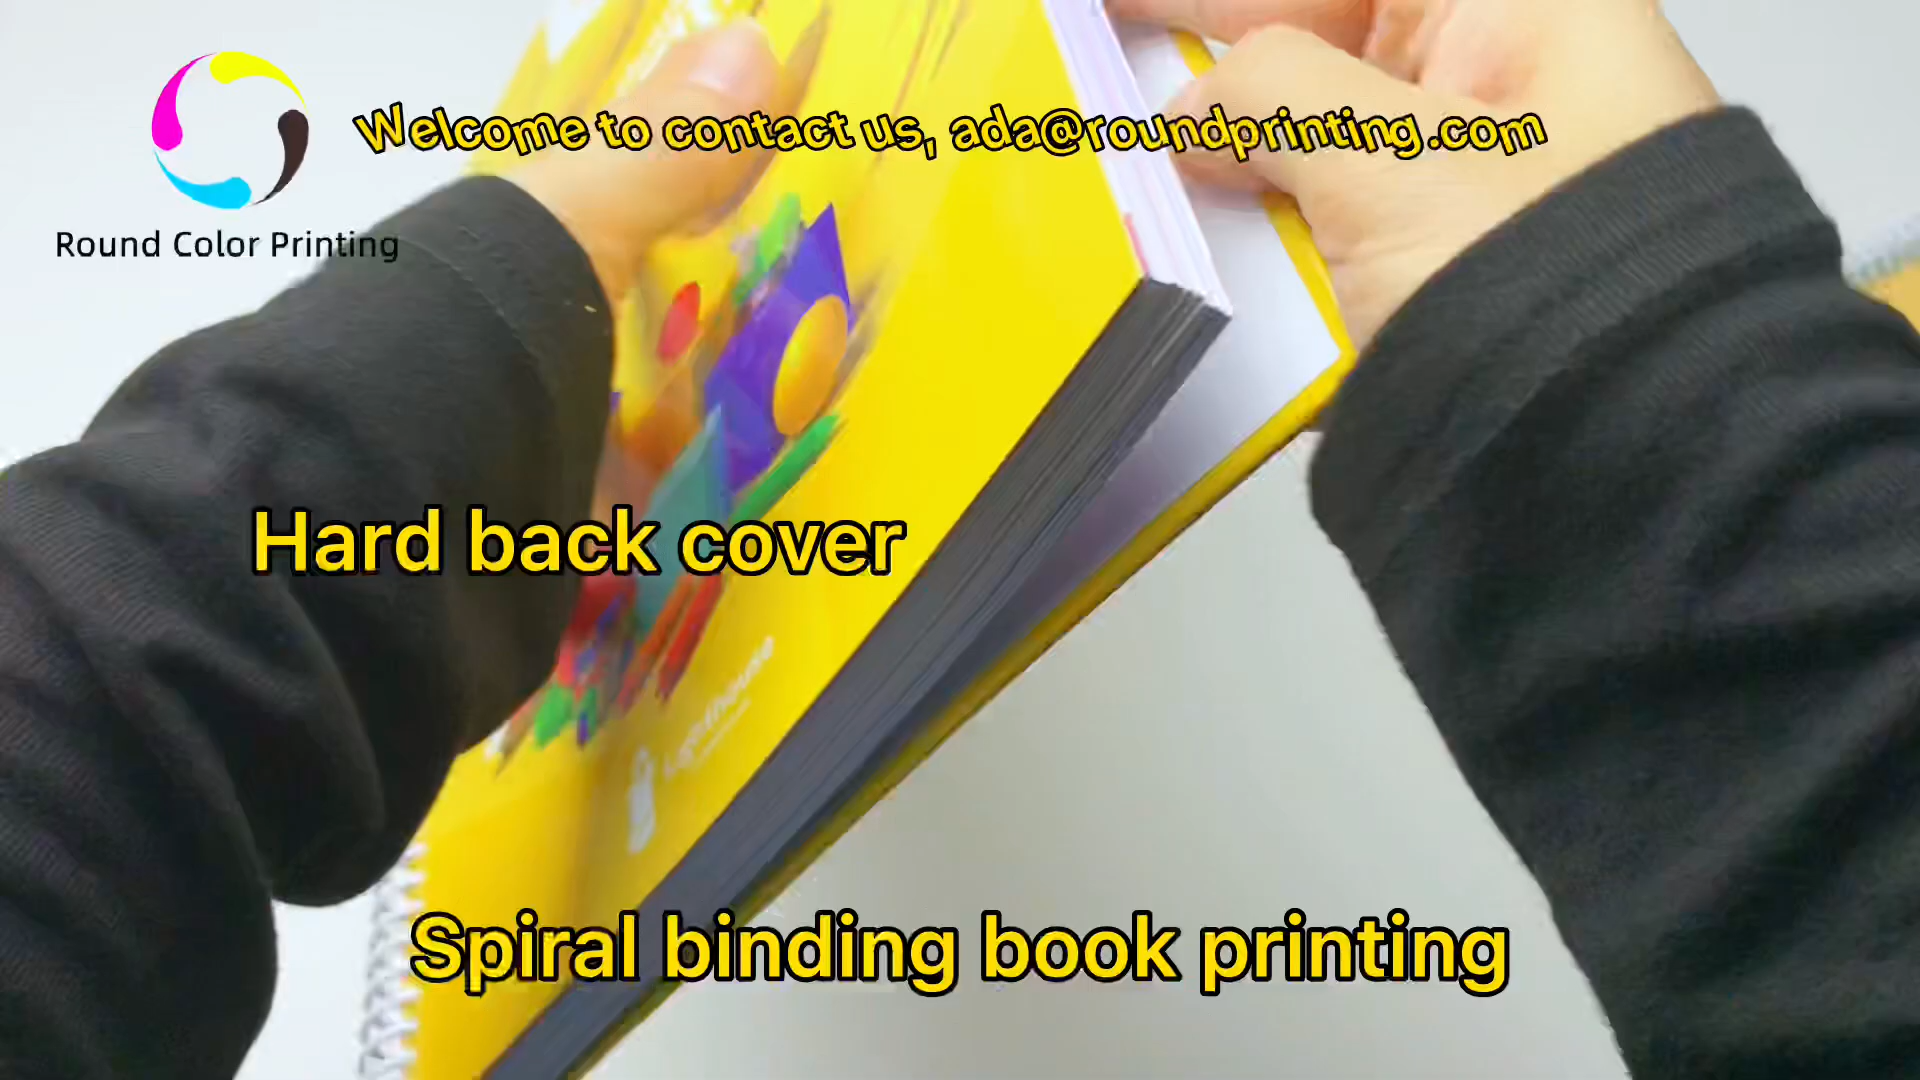 Welcome to contact us, ada@roundprinting.com
Round Color Printing
Hard back cover
Spiral binding book printing